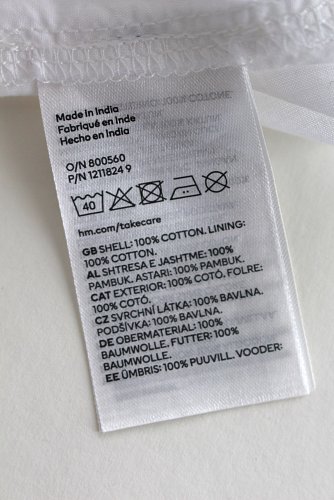 Made in India
Fabriqué en Inde
Hecho en India
O/N 800560
P/N 1211824 9
40
hm.com/takecare
GB SHELL: 100% COTTON. LINING:
100% COTTON.
AL SHTRESA E JASHTME: 100%
PAMBUK. ASTARI: 100% PAMBUK.
CAT EXTERIOR: 100% COTÓ. FOLRE:
100% COTÓ.
CZ SVRCHNÍ LÁTKA: 100% BAVLNA.
PODŠÍVKA: 100% BAVLNA.
DE OBERMATERIAL: 100%
BAUMWOLLE. FUTTER: 100%
BAUMWOLLE.
EE ÜMBRIS: 100% PUUVILL. VOODER: